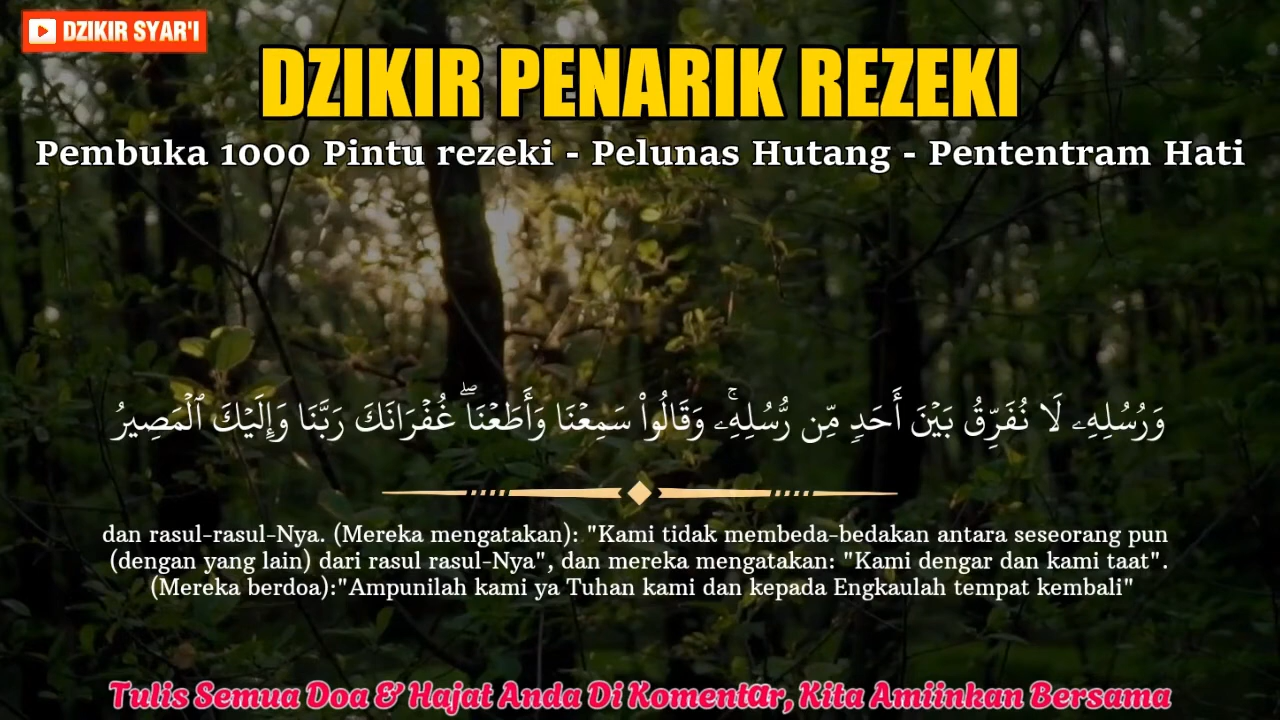 DZIKIR SYAR'I
DZIKIR PENARIK REZEKI
Pembuka 1000 Pintu rezeki - Pelunas Hutang - Pententram Hati
وَرُسُلِهِۦ لَا نُفَرِّقُ بَيۡنَ أَحَدٖ مِّن رُّسُلِهِۦۚ وَقَالُواْ سَمِعۡنَا وَأَطَعۡنَاۖ غُفۡرَانَكَ رَبَّنَا وَإِلَيۡكَ ٱلۡمَصِيرُ
dan rasul-rasul-Nya. (Mereka mengatakan): "Kami tidak membeda-bedakan antara seseorang pun
(dengan yang lain) dari rasul rasul-Nya", dan mereka mengatakan: "Kami dengar dan kami taat".
(Mereka berdoa):"Ampunilah kami ya Tuhan kami dan kepada Engkaulah tempat kembali"
Tulis Semua Doa & Hajat Anda Di Komentar, Kita Amiinkan Bersama